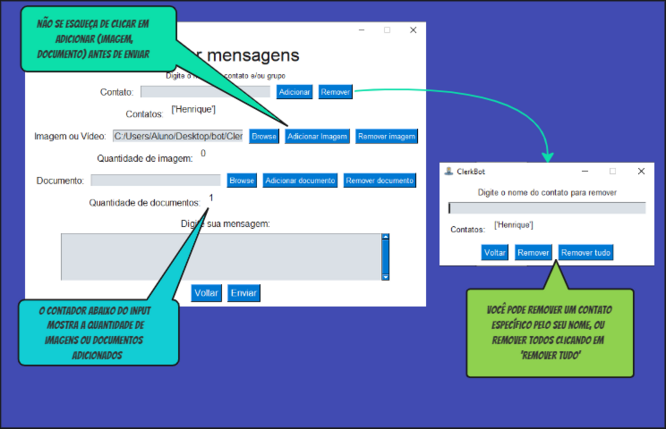 NÃO SE ESQUEÇA DE CLICAR EM
ADICIONAR (IMAGEM,
DOCUMENTO) ANTES DE ENVIAR
mensagens
Digite o contato e/ou grupo
Contato: Adicionar Remover
Contatos: ['Henrique']
Imagem ou Vídeo: C:/Users/Aluno/Desktop/bot/Cler Browse Adicionar Imagem Remover imagem
Quantidade de imagem: 0
Documento: Browse Adicionar documento Remover documento
Quantidade de documentos: 1
Digite sua mensagem:
Voltar Enviar
O CONTADOR ABAIXO DO INPUT
MOSTRA A QUANTIDADE DE
IMAGENS OU DOCUMENTOS
ADICIONADOS
ClerkBot
Digite o nome do contato para remover
Contatos: ['Henrique']
Voltar Remover Remover tudo
VOCÊ PODE REMOVER UM CONTATO
ESPECÍFICO PELO SEU NOME, OU
REMOVER TODOS CLICANDO EM
'REMOVER TUDO'